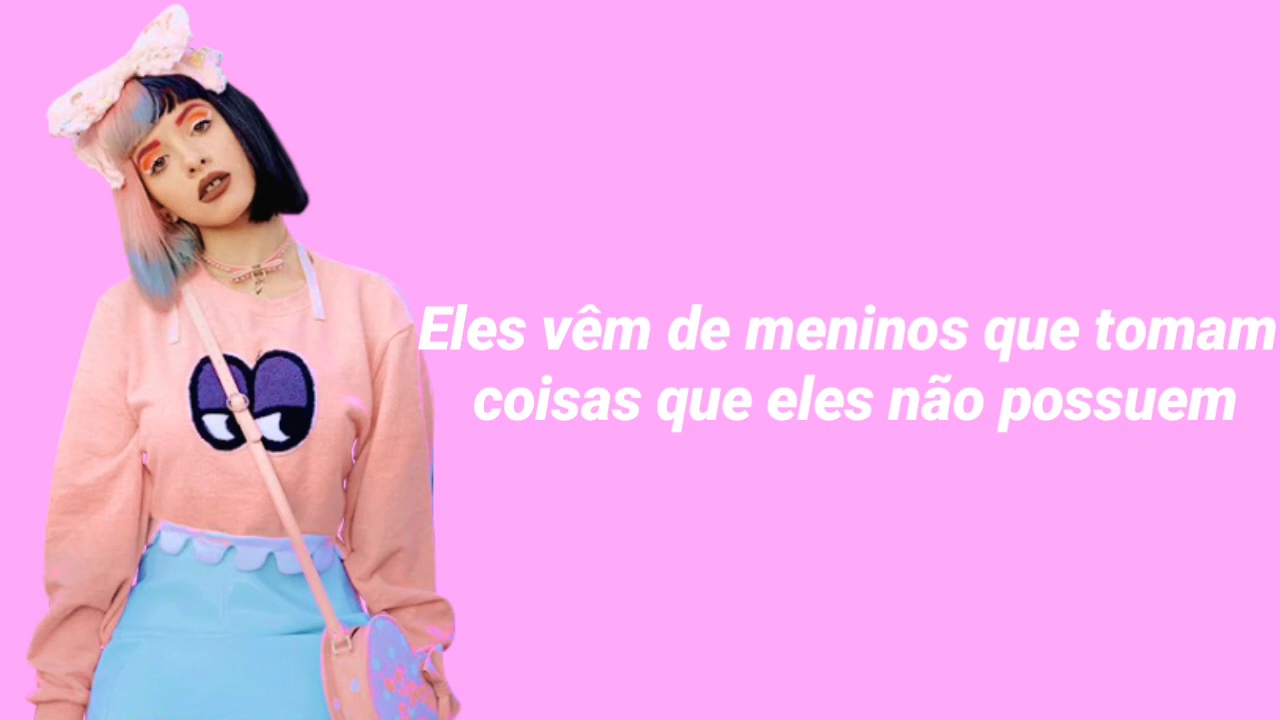 Eles vêm de meninos que tomam
coisas que eles não possuem